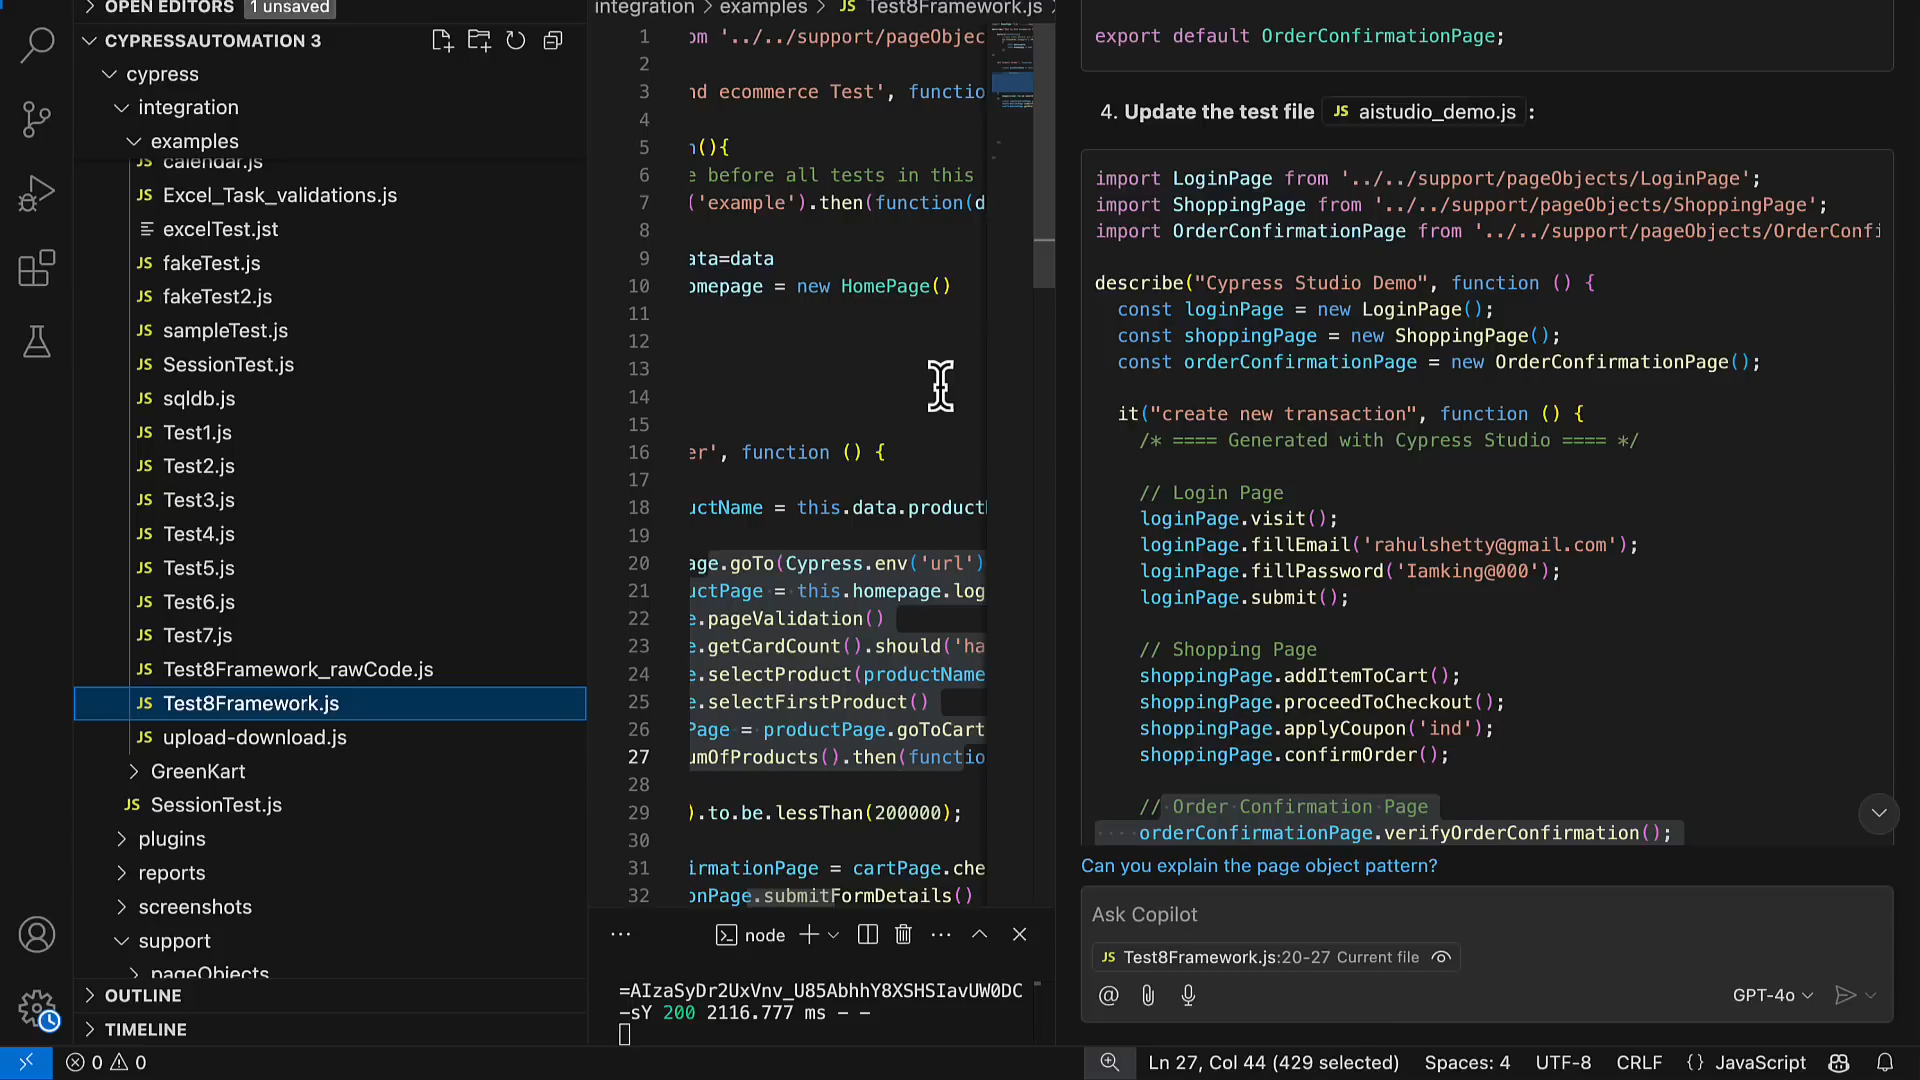 OPEN EDITORS 1 unsaved
CYPRESSAUTOMATION 3
cypress
integration
examples
calendar.js
Excel_Task_validations.js
excelTest.jst
fakeTest.js
fakeTest2.js
sampleTest.js
SessionTest.js
sqldb.js
Test1.js
Test2.js
Test3.js
Test4.js
Test5.js
Test6.js
Test7.js
Test8Framework_rawCode.js
Test8Framework.js
upload-download.js
GreenKart
SessionTest.js
plugins
reports
screenshots
support
pageObjects
OUTLINE
TIMELINE
0 0
integration > examples > JS Test8Framework.js
1 om '../../support/pageObjec
2
3 nd ecommerce Test', functio
4
5 n(){
6 e before all tests in this
7 ('example').then(function(d
8
9 ata=data
10 omepage = new HomePage()
11
12
13
14
15
16 er', function () {
17
18 uctName = this.data.product
19
20 age.goTo(Cypress.env('url')
21 uctPage = this.homepage.log
22 e.pageValidation()
23 e.getCardCount().should('ha
24 e.selectProduct(productName
25 e.selectFirstProduct()
26 Page = productPage.goToCart
27 umOfProducts().then(functio
28
29 ).to.be.lessThan(200000);
30
31 irmationPage = cartPage.che
32 onPage.submitFormDetails()
node
=AIzaSyDr2UxVnv_U85AbhhY8XSHSIavUW0DC
-sY 200 2116.777 ms - -
export default OrderConfirmationPage;
4. Update the test file JS aistudio_demo.js :
import LoginPage from '../../support/pageObjects/LoginPage';
import ShoppingPage from '../../support/pageObjects/ShoppingPage';
import OrderConfirmationPage from '../../support/pageObjects/OrderConfi
describe("Cypress Studio Demo", function () {
const loginPage = new LoginPage();
const shoppingPage = new ShoppingPage();
const orderConfirmationPage = new OrderConfirmationPage();
it("create new transaction", function () {
/* ==== Generated with Cypress Studio ==== */
// Login Page
loginPage.visit();
loginPage.fillEmail('rahulshetty@gmail.com');
loginPage.fillPassword('Iamking@000');
loginPage.submit();
// Shopping Page
shoppingPage.addItemToCart();
shoppingPage.proceedToCheckout();
shoppingPage.applyCoupon('ind');
shoppingPage.confirmOrder();
// Order Confirmation Page
orderConfirmationPage.verifyOrderConfirmation();
Can you explain the page object pattern?
Ask Copilot
JS Test8Framework.js:20-27 Current file
GPT-4o
Ln 27, Col 44 (429 selected) Spaces: 4 UTF-8 CRLF {} JavaScript